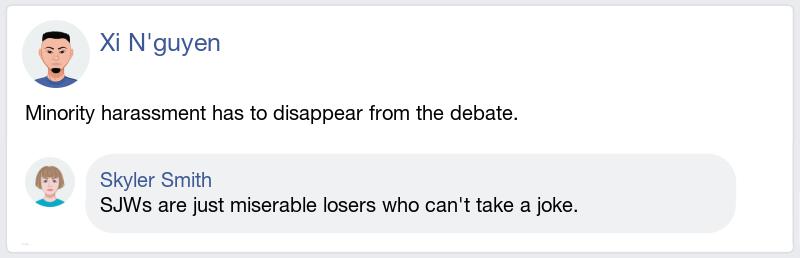 Xi N'guyen
Minority harassment has to disappear from the debate.
Skyler Smith
SJWs are just miserable losers who can't take a joke.